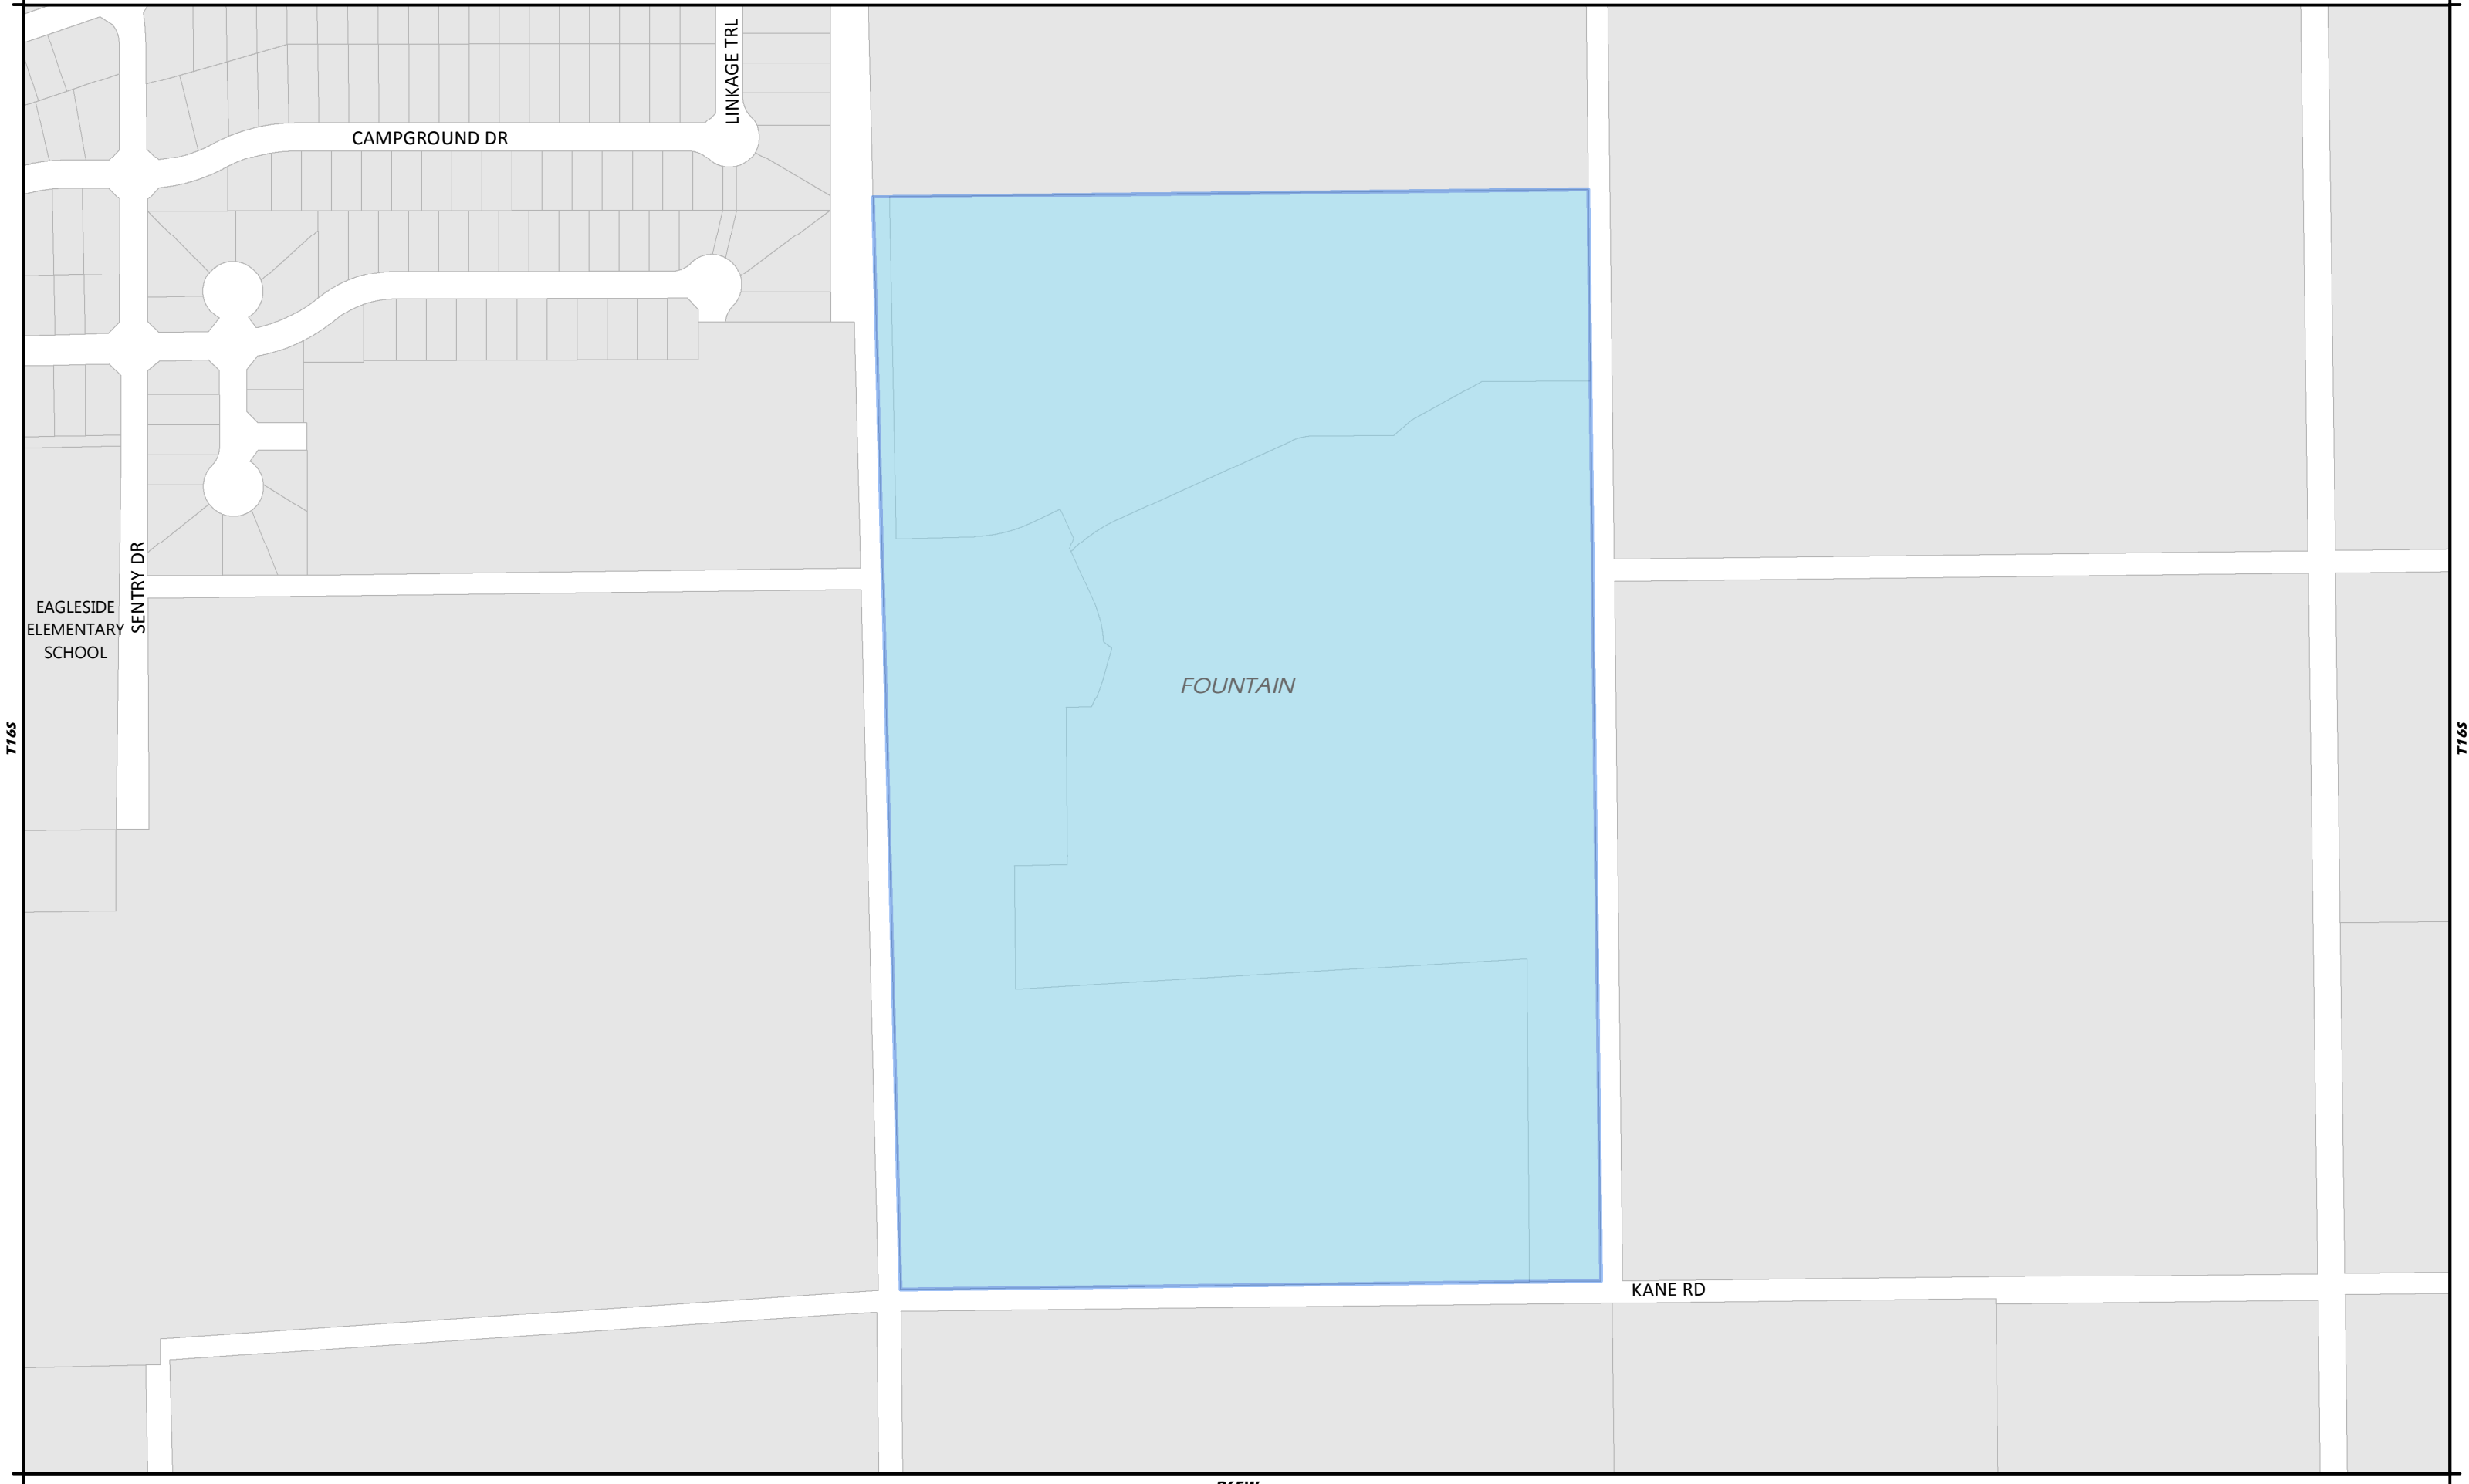 LINKAGE TRL
CAMPGROUND DR
SENTRY DR
EAGLESIDE
ELEMENTARY
SCHOOL
FOUNTAIN
T16S
T16S
KANE RD